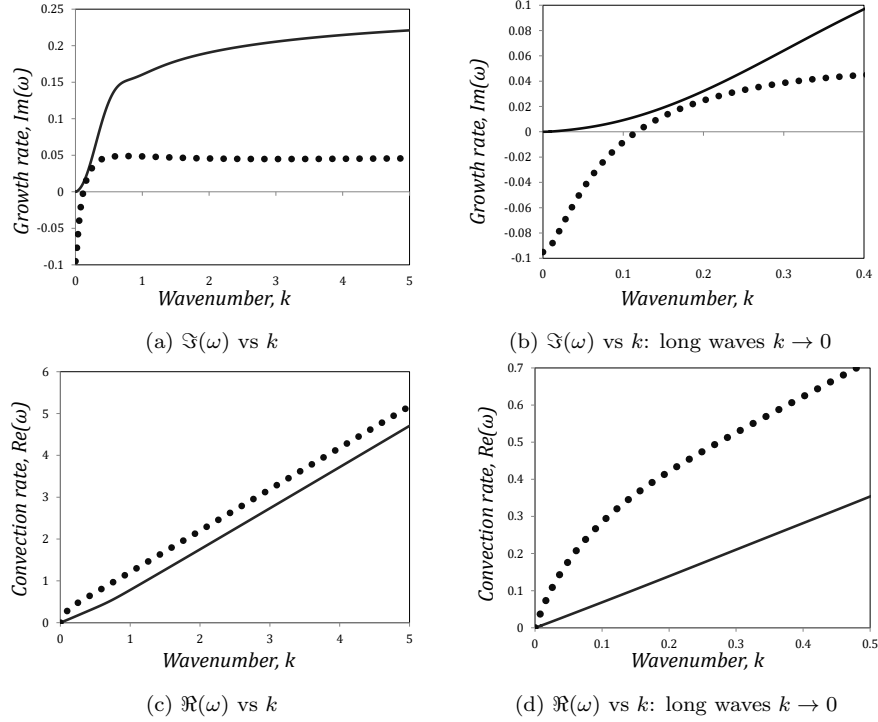 0.25
0.2
0.15
0.1
0.05
0
-0.05
-0.1
0 1 2 3 4 5
Growth rate, Im(ω)
Wavenumber, k
(a) ℑ(ω) vs k
0.1
0.08
0.06
0.04
0.02
0
-0.02
-0.04
-0.06
-0.08
-0.1
0 0.1 0.2 0.3 0.4
Growth rate, Im(ω)
Wavenumber, k
(b) ℑ(ω) vs k: long waves k → 0
6
5
4
3
2
1
0
0 1 2 3 4 5
Convection rate, Re(ω)
Wavenumber, k
(c) ℜ(ω) vs k
0.7
0.6
0.5
0.4
0.3
0.2
0.1
0
0 0.1 0.2 0.3 0.4 0.5
Convection rate, Re(ω)
Wavenumber, k
(d) ℜ(ω) vs k: long waves k → 0